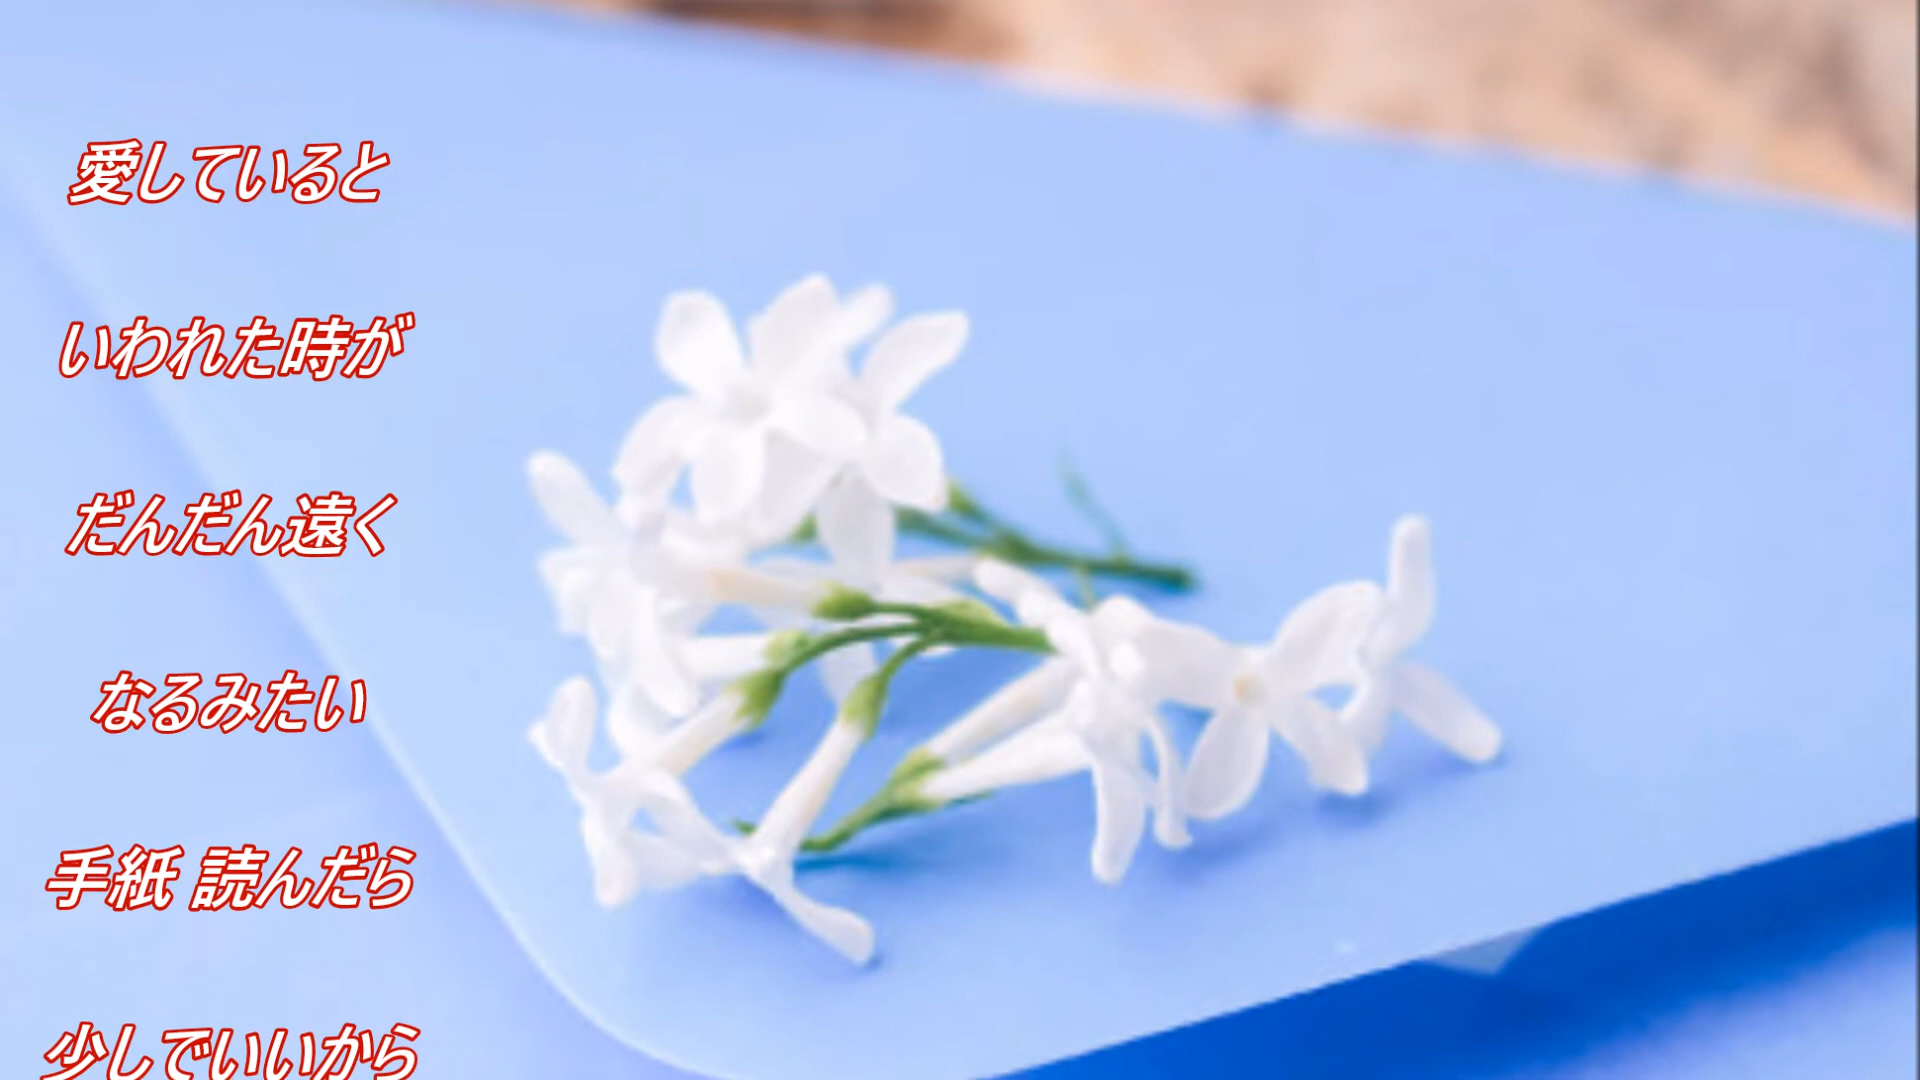 愛していると
いわれた時が
だんだん遠く
なるみたい
手紙 読んだら
少しでいいから